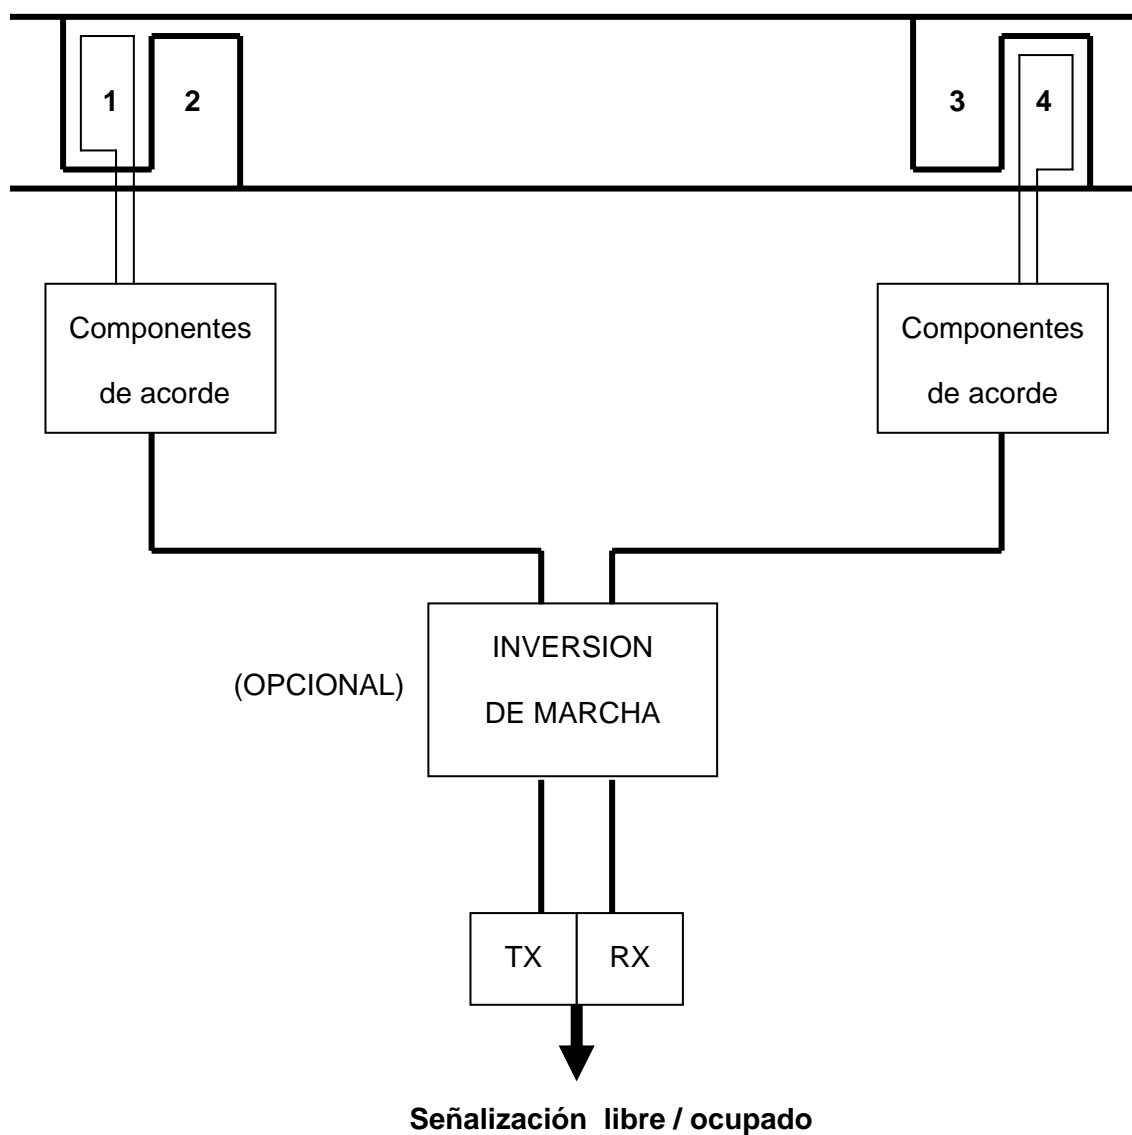 1 2 3 4
Componentes
de acorde
Componentes
de acorde
INVERSION
DE MARCHA
(OPCIONAL)
TX RX
Señalización libre / ocupado